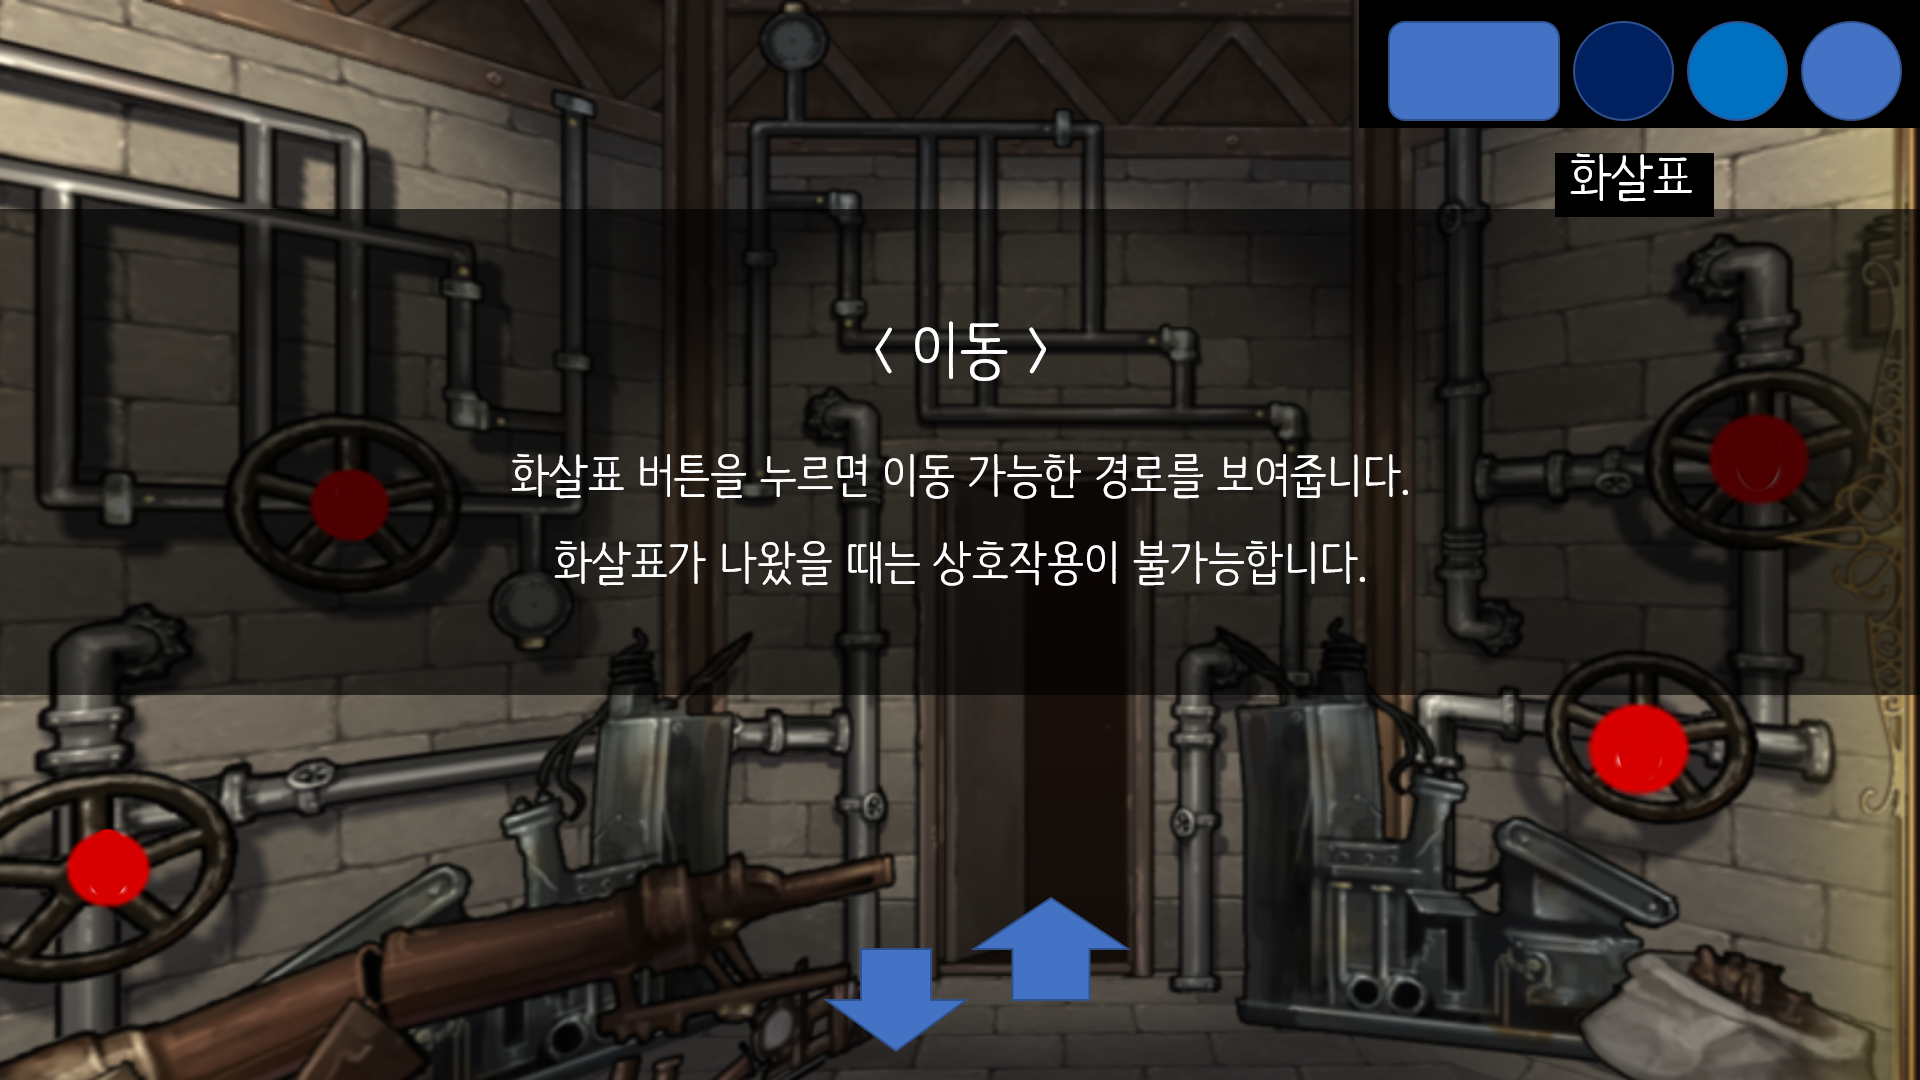 화살표
< 이동 >
화살표 버튼을 누르면 이동 가능한 경로를 보여줍니다.
화살표가 나왔을 때는 상호작용이 불가능합니다.